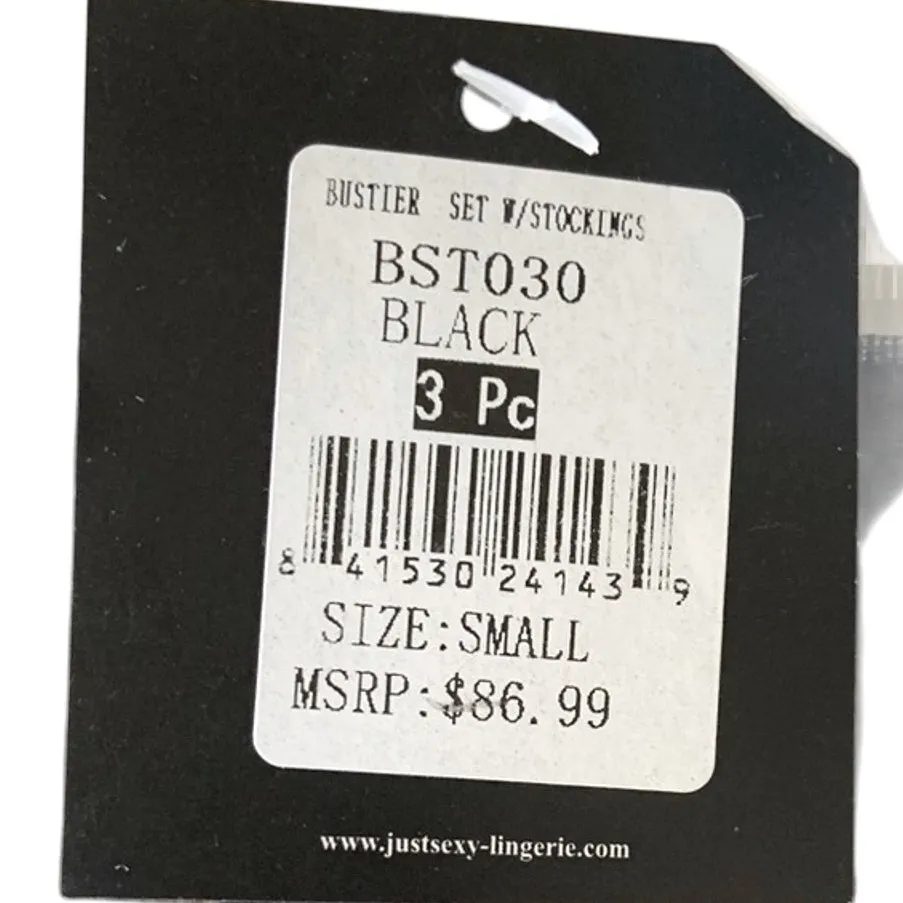 BUSTIER SET W/STOCKINGS
BST030
BLACK
3 Pc
8 41530 24143 9
SIZE:SMALL
MSRP:$86.99
www.justsexy-lingerie.com